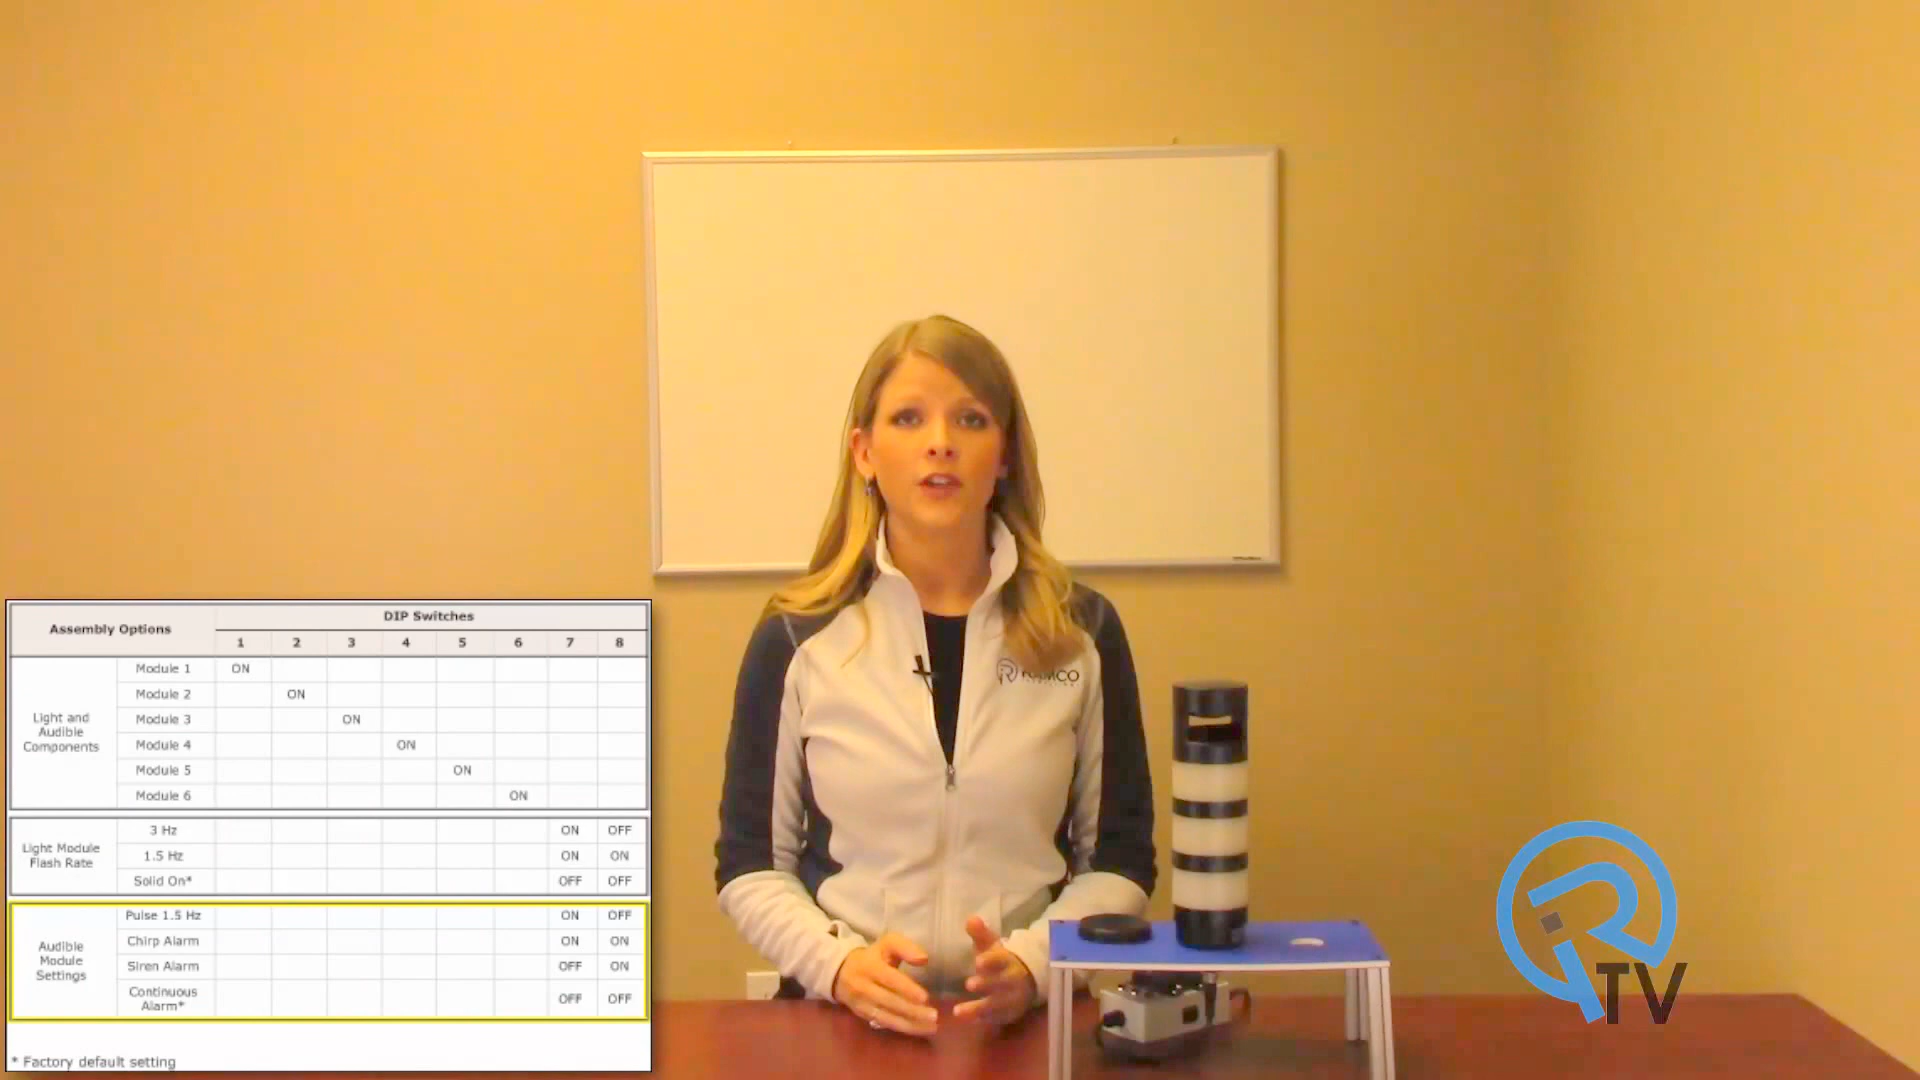 Assembly Options DIP Switches
1 2 3 4 5 6 7 8
Light and Audible Components
Module 1 ON
Module 2 ON
Module 3 ON
Module 4 ON
Module 5 ON
Module 6 ON
Light Module Flash Rate
3 Hz ON OFF
1.5 Hz ON ON
Solid On* OFF OFF
Audible Module Settings
Pulse 1.5 Hz ON OFF
Chirp Alarm ON ON
Siren Alarm OFF ON
Continuous Alarm* OFF OFF
* Factory default setting
RAMCO
R TV